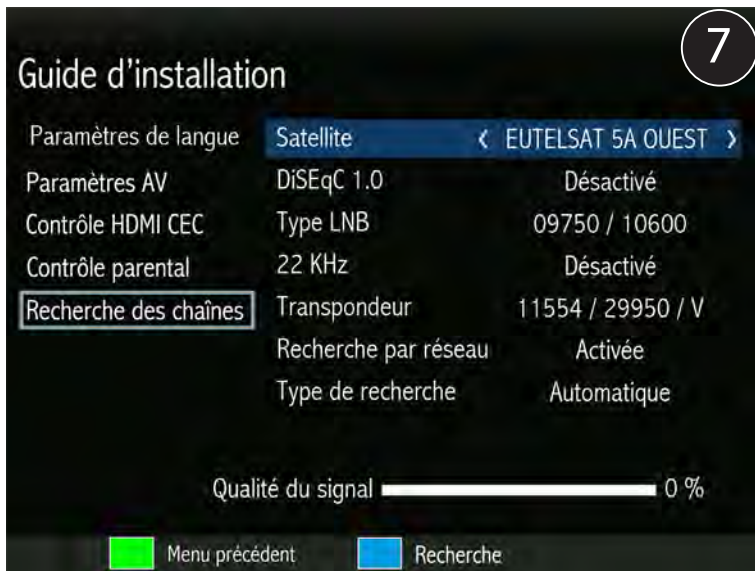 7
Guide d'installation
Paramètres de langue
Paramètres AV
Contrôle HDMI CEC
Contrôle parental
Recherche des chaînes
Satellite < EUTELSAT 5A OUEST >
DiSEqC 1.0 Désactivé
Type LNB 09750 / 10600
22 KHz Désactivé
Transpondeur 11554 / 29950 / V
Recherche par réseau Activée
Type de recherche Automatique
Qualité du signal 0 %
Menu précédent Recherche